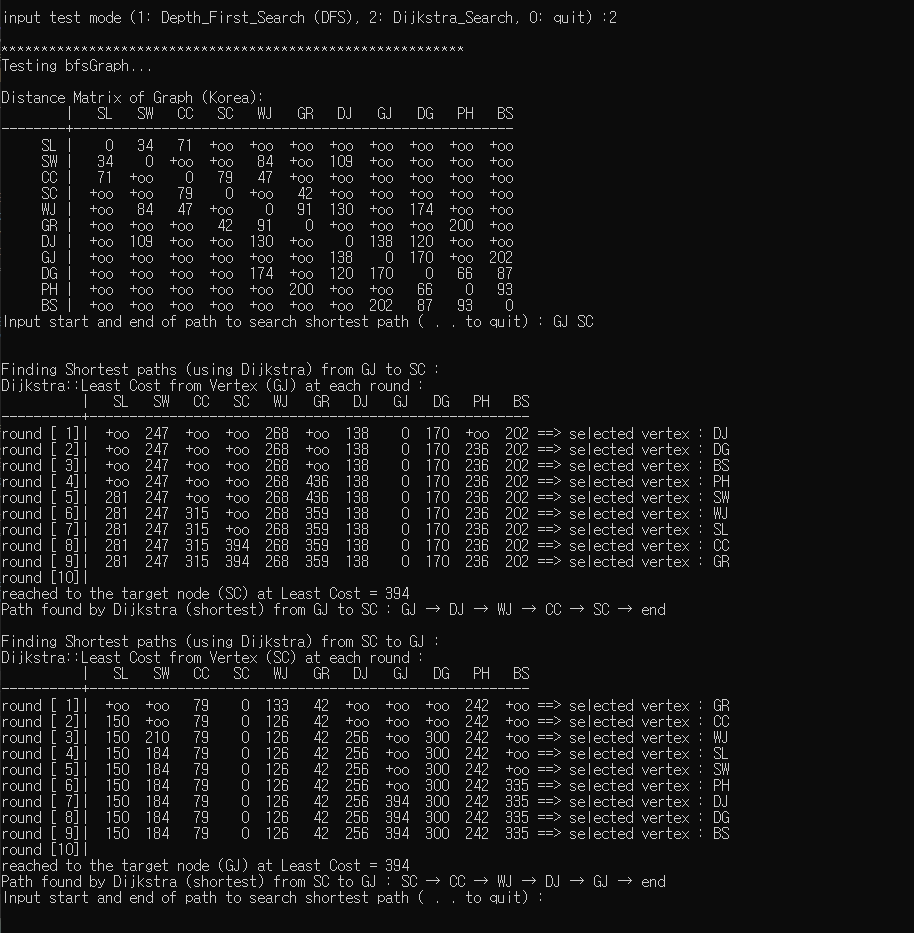 input test mode (1: Depth_First_Search (DFS), 2: Dijkstra_Search, 0: quit) :2
**********************************************************
Testing bfsGraph...
Distance Matrix of Graph (Korea):
        |   SL   SW   CC   SC   WJ   GR   DJ   GJ   DG   PH   BS
--------+-------------------------------------------------------
     SL |    0   34   71  +oo  +oo  +oo  +oo  +oo  +oo  +oo  +oo
     SW |   34    0  +oo  +oo   84  +oo  109  +oo  +oo  +oo  +oo
     CC |   71  +oo    0   79   47  +oo  +oo  +oo  +oo  +oo  +oo
     SC |  +oo  +oo   79    0  +oo   42  +oo  +oo  +oo  +oo  +oo
     WJ |  +oo   84   47  +oo    0   91  130  +oo  174  +oo  +oo
     GR |  +oo  +oo  +oo   42   91    0  +oo  +oo  +oo  200  +oo
     DJ |  +oo  109  +oo  +oo  130  +oo    0  138  120  +oo  +oo
     GJ |  +oo  +oo  +oo  +oo  +oo  +oo  138    0  170  +oo  202
     DG |  +oo  +oo  +oo  +oo  174  +oo  120  170    0   66   87
     PH |  +oo  +oo  +oo  +oo  +oo  200  +oo  +oo   66    0   93
     BS |  +oo  +oo  +oo  +oo  +oo  +oo  +oo  202   87   93    0
Input start and end of path to search shortest path ( . . to quit) : GJ SC
Finding Shortest paths (using Dijkstra) from GJ to SC :
Dijkstra::Least Cost from Vertex (GJ) at each round :
          |   SL   SW   CC   SC   WJ   GR   DJ   GJ   DG   PH   BS
----------+-------------------------------------------------------
round [ 1]|  +oo  247  +oo  +oo  268  +oo  138    0  170  +oo  202 ==> selected vertex : DJ
round [ 2]|  +oo  247  +oo  +oo  268  +oo  138    0  170  236  202 ==> selected vertex : DG
round [ 3]|  +oo  247  +oo  +oo  268  +oo  138    0  170  236  202 ==> selected vertex : BS
round [ 4]|  +oo  247  +oo  +oo  268  436  138    0  170  236  202 ==> selected vertex : PH
round [ 5]|  281  247  +oo  +oo  268  436  138    0  170  236  202 ==> selected vertex : SW
round [ 6]|  281  247  315  +oo  268  359  138    0  170  236  202 ==> selected vertex : WJ
round [ 7]|  281  247  315  +oo  268  359  138    0  170  236  202 ==> selected vertex : SL
round [ 8]|  281  247  315  394  268  359  138    0  170  236  202 ==> selected vertex : CC
round [ 9]|  281  247  315  394  268  359  138    0  170  236  202 ==> selected vertex : GR
round [10]|
reached to the target node (SC) at Least Cost = 394
Path found by Dijkstra (shortest) from GJ to SC : GJ → DJ → WJ → CC → SC → end
Finding Shortest paths (using Dijkstra) from SC to GJ :
Dijkstra::Least Cost from Vertex (SC) at each round :
          |   SL   SW   CC   SC   WJ   GR   DJ   GJ   DG   PH   BS
----------+-------------------------------------------------------
round [ 1]|  +oo  +oo   79    0  133   42  +oo  +oo  +oo  242  +oo ==> selected vertex : GR
round [ 2]|  150  +oo   79    0  126   42  +oo  +oo  +oo  242  +oo ==> selected vertex : CC
round [ 3]|  150  210   79    0  126   42  256  +oo  300  242  +oo ==> selected vertex : WJ
round [ 4]|  150  184   79    0  126   42  256  +oo  300  242  +oo ==> selected vertex : SL
round [ 5]|  150  184   79    0  126   42  256  +oo  300  242  +oo ==> selected vertex : SW
round [ 6]|  150  184   79    0  126   42  256  +oo  300  242  335 ==> selected vertex : PH
round [ 7]|  150  184   79    0  126   42  256  394  300  242  335 ==> selected vertex : DJ
round [ 8]|  150  184   79    0  126   42  256  394  300  242  335 ==> selected vertex : DG
round [ 9]|  150  184   79    0  126   42  256  394  300  242  335 ==> selected vertex : BS
round [10]|
reached to the target node (GJ) at Least Cost = 394
Path found by Dijkstra (shortest) from SC to GJ : SC → CC → WJ → DJ → GJ → end
Input start and end of path to search shortest path ( . . to quit) :